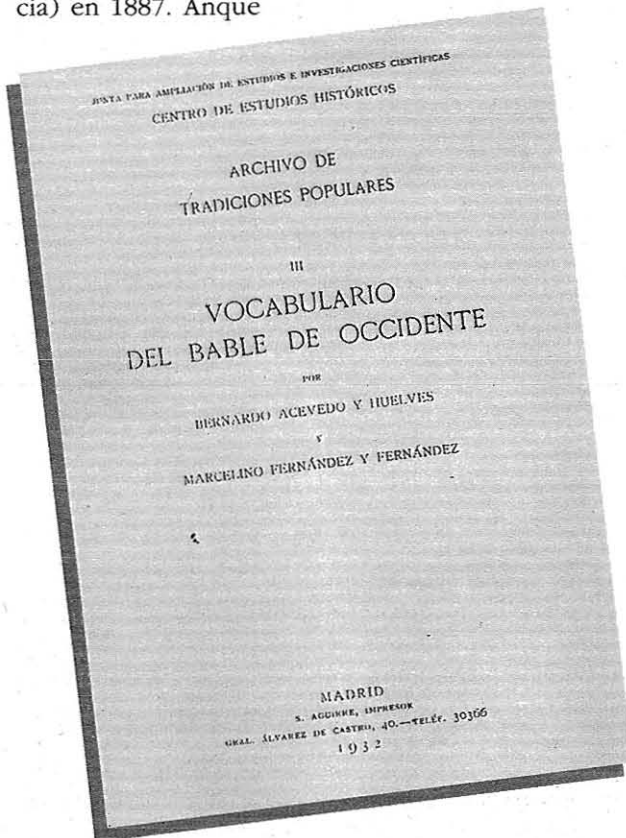 cia) en 1887. Anque
JUNTA PARA AMPLIACIÓN DE ESTUDIOS E INVESTIGACIONES CIENTÍFICAS
CENTRO DE ESTUDIOS HISTÓRICOS
ARCHIVO DE
TRADICIONES POPULARES
III
VOCABULARIO
DEL BABLE DE OCCIDENTE
POR
BERNARDO ACEVEDO Y HUELVES
Y
MARCELINO FERNÁNDEZ Y FERNÁNDEZ
MADRID
S. AGUIRRE, IMPRESOR
GRAL. ÁLVAREZ DE CASTRO, 40.—TELÉF. 30366
1932